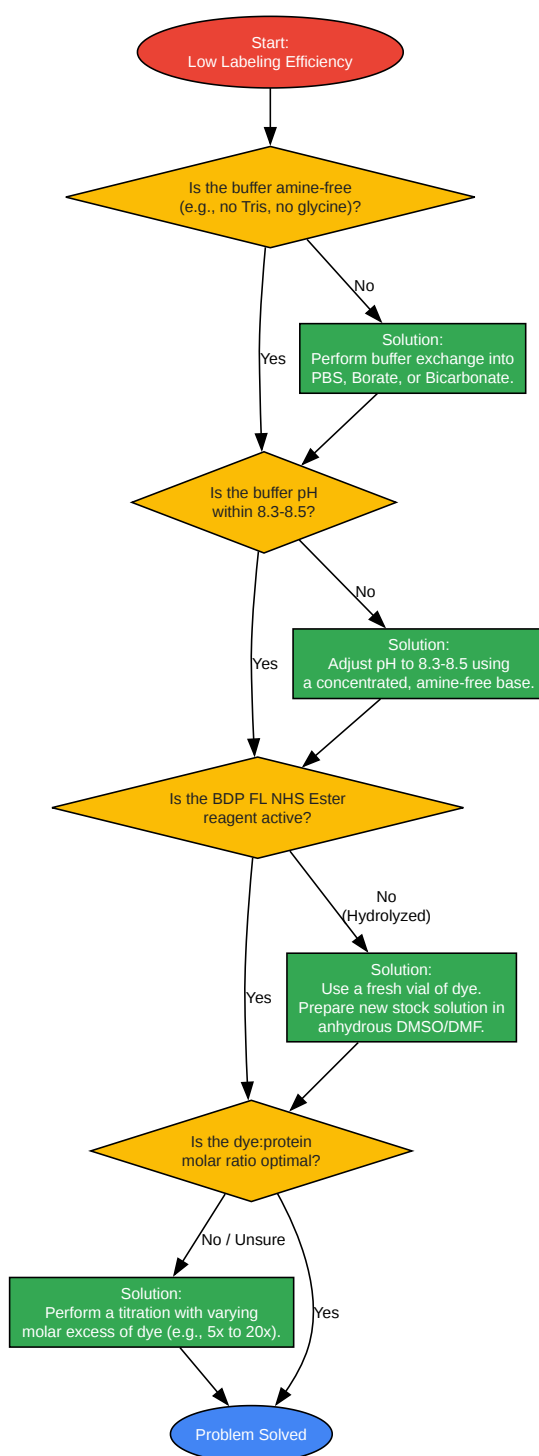 Start:
Low Labeling Efficiency
Is the buffer amine-free
(e.g., no Tris, no glycine)?
No
Yes
Solution:
Perform buffer exchange into
PBS, Borate, or Bicarbonate.
Is the buffer pH
within 8.3-8.5?
No
Yes
Solution:
Adjust pH to 8.3-8.5 using
a concentrated, amine-free base.
Is the BDP FL NHS Ester
reagent active?
No
(Hydrolyzed)
Yes
Solution:
Use a fresh vial of dye.
Prepare new stock solution in
anhydrous DMSO/DMF.
Is the dye:protein
molar ratio optimal?
No / Unsure
Yes
Solution:
Perform a titration with varying
molar excess of dye (e.g., 5x to 20x).
Problem Solved